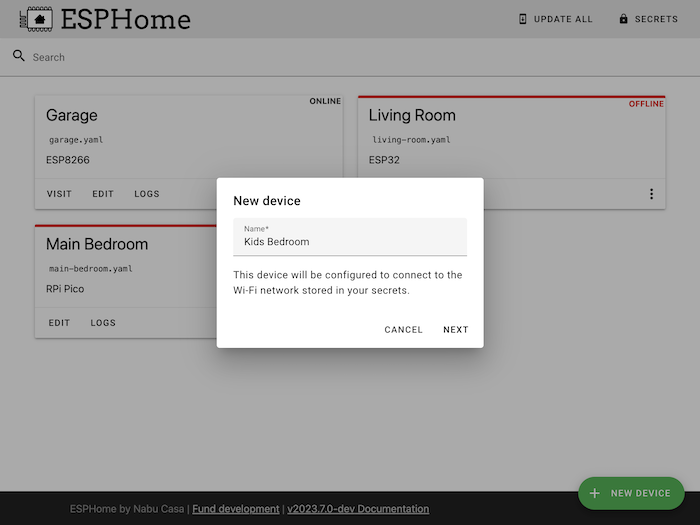 ESPHome
UPDATE ALL
SECRETS
Search
Garage
ONLINE
garage.yaml
ESP8266
VISIT EDIT LOGS
Living Room
OFFLINE
living-room.yaml
ESP32
Main Bedroom
main-bedroom.yaml
RPi Pico
EDIT LOGS
New device
Name*
Kids Bedroom
This device will be configured to connect to the
Wi-Fi network stored in your secrets.
CANCEL NEXT
NEW DEVICE
ESPHome by Nabu Casa | Fund development | v2023.7.0-dev Documentation